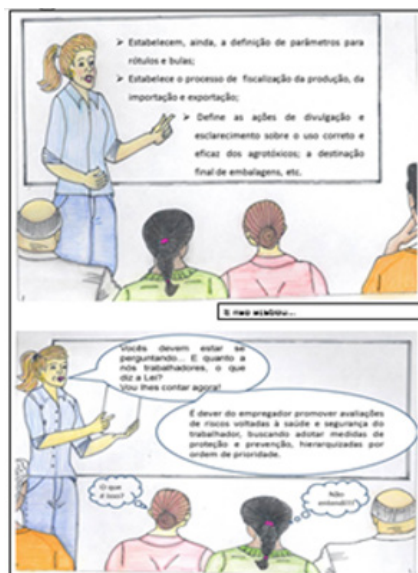 ➢ Estabelecem, ainda, a definição de parâmetros para
rótulos e bulas;
➢ Estabelece o processo de fiscalização da produção, da
importação e exportação;
➢ Define as ações de divulgação e
esclarecimento sobre o uso correto e
eficaz dos agrotóxicos; a destinação
final de embalagens, etc.
E não acabou...
Vocês devem estar se
perguntando... E quanto a
nós trabalhadores, o que
diz a Lei?
Vou lhes contar agora!
É dever do empregador promover avaliações
de riscos voltadas à saúde e segurança do
trabalhador, buscando adotar medidas de
proteção e prevenção, hierarquizadas por
ordem de prioridade.
O que
é isso?
Não
entendi!!!